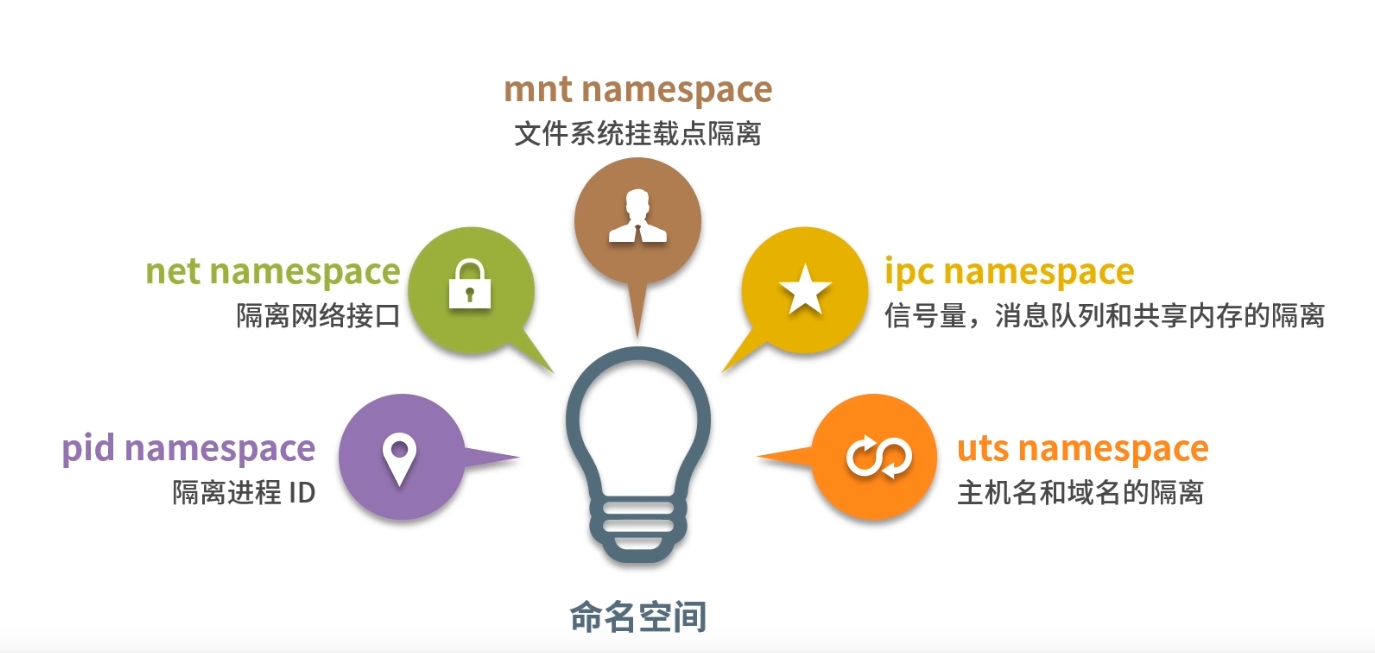 mnt namespace
文件系统挂载点隔离
net namespace
隔离网络接口
ipc namespace
信号量，消息队列和共享内存的隔离
pid namespace
隔离进程 ID
uts namespace
主机名和域名的隔离
命名空间